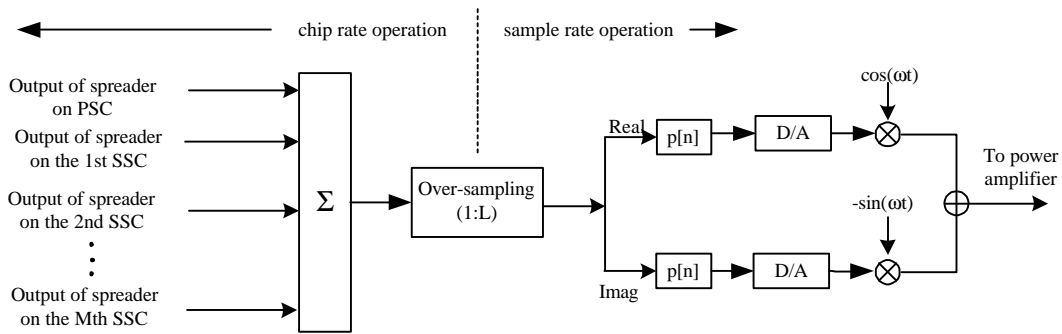 chip rate operation
sample rate operation
Output of spreader
on PSC
Output of spreader
on the 1st SSC
Output of spreader
on the 2nd SSC
Output of spreader
on the Mth SSC
Σ
Over-sampling
(1:L)
Real
p[n]
D/A
cos(ωt)
To power
amplifier
-sin(ωt)
Imag
p[n]
D/A